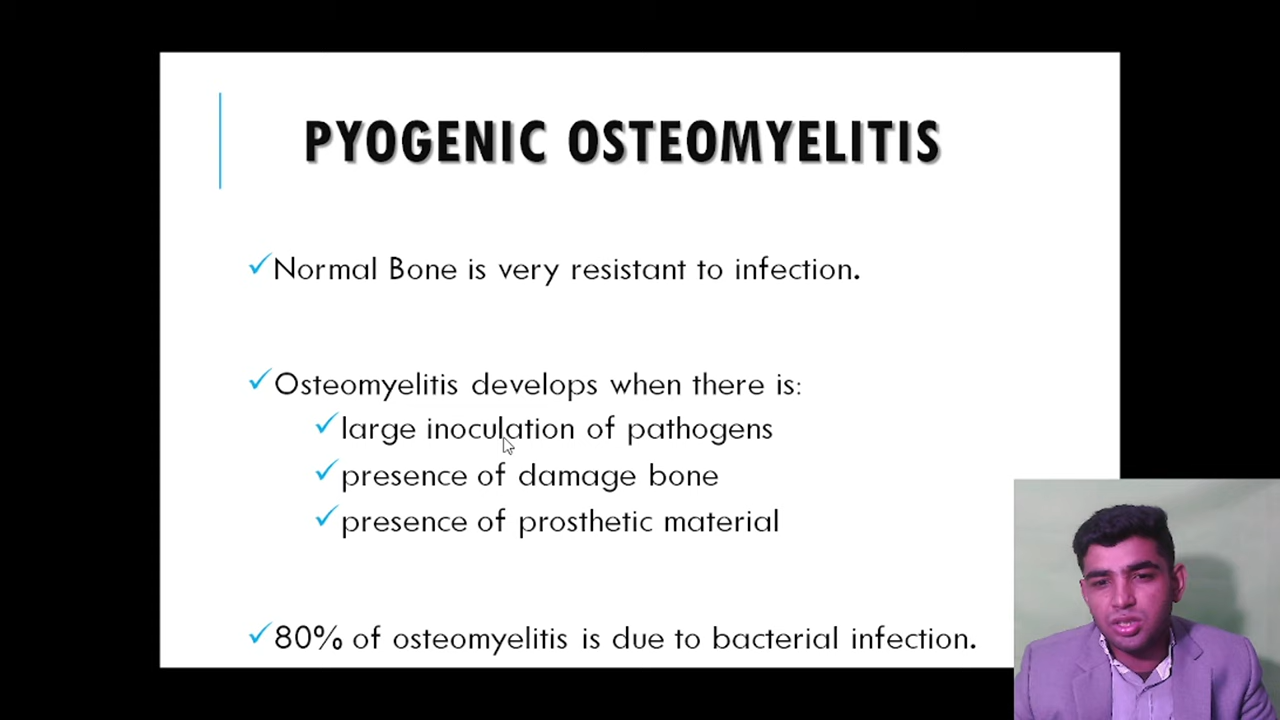 PYOGENIC OSTEOMYELITIS
Normal Bone is very resistant to infection.
Osteomyelitis develops when there is:
large inoculation of pathogens
presence of damage bone
presence of prosthetic material
80% of osteomyelitis is due to bacterial infection.